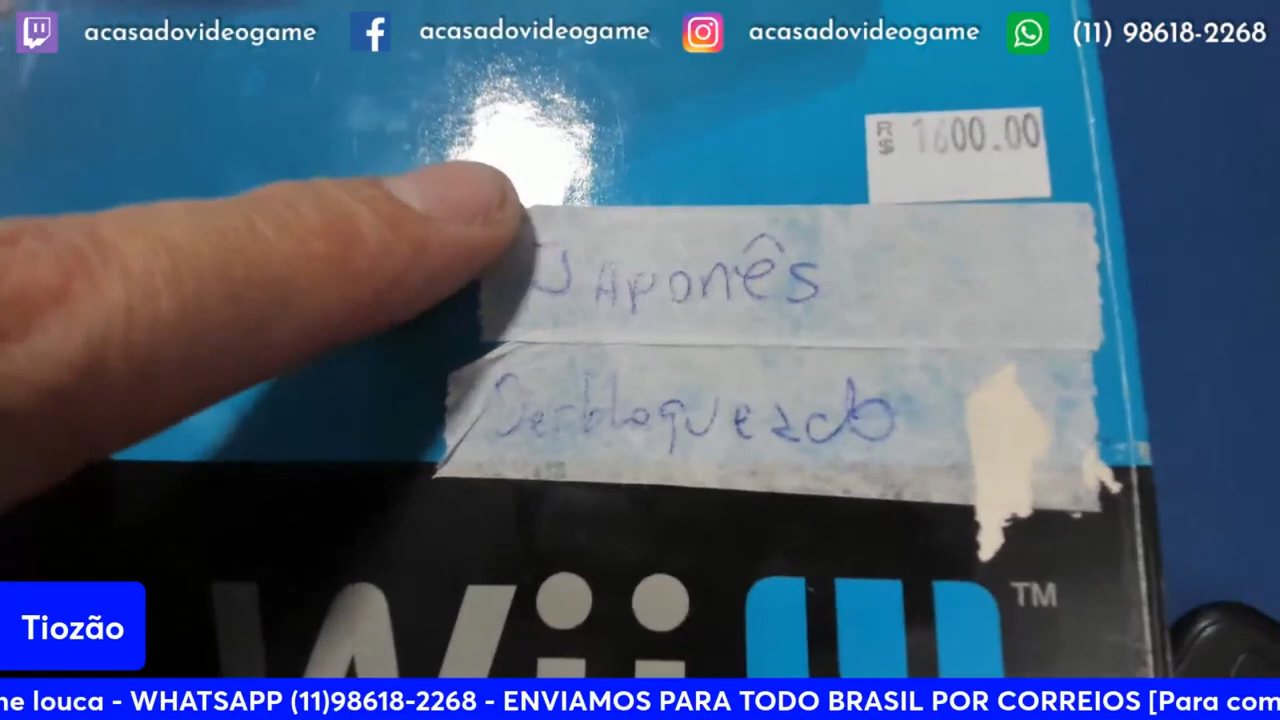 acasadovideogame acasadovideogame acasadovideogame (11) 98618-2268
R$ 1600.00
Japonês
Desbloqueado
Wii U™
Tiozão
ne louca - WHATSAPP (11)98618-2268 - ENVIAMOS PARA TODO BRASIL POR CORREIOS [Para com